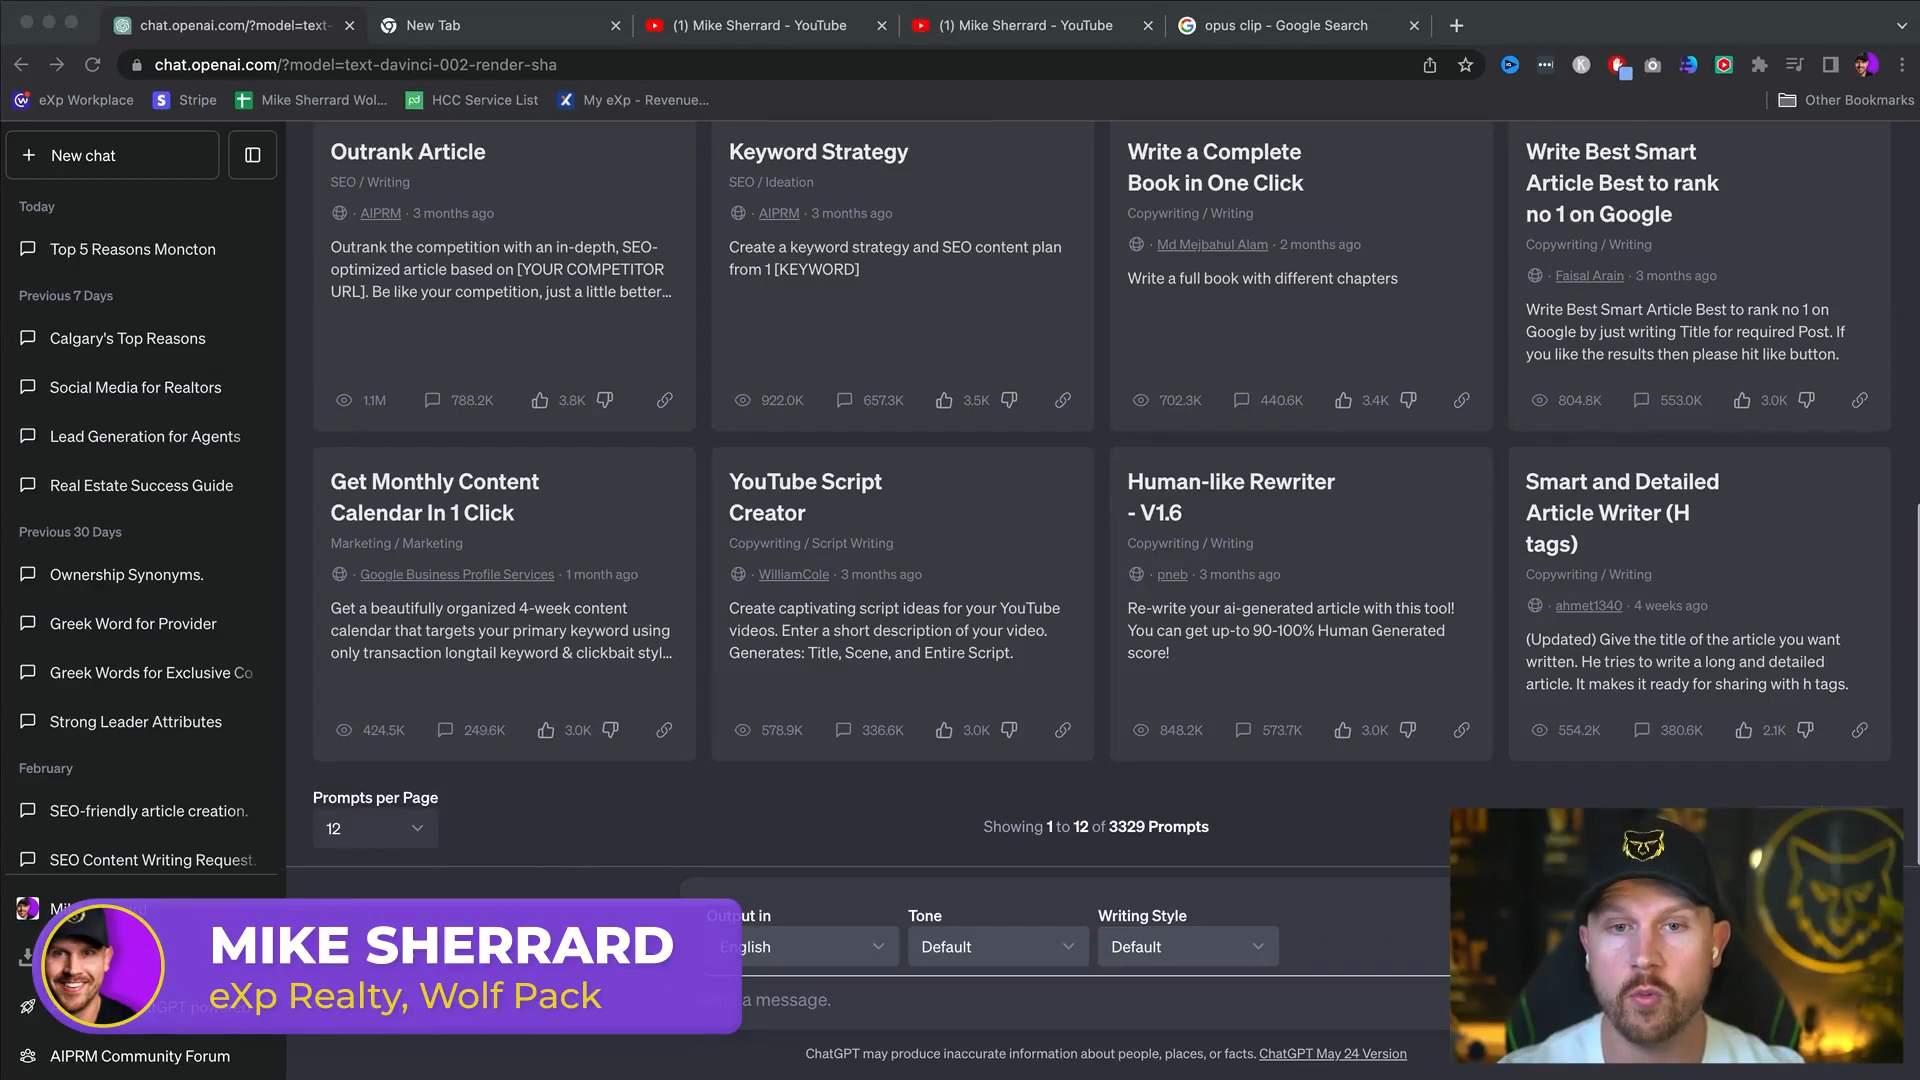 chat.openai.com/?model=text-
New Tab
(1) Mike Sherrard - YouTube
(1) Mike Sherrard - YouTube
opus clip - Google Search
chat.openai.com/?model=text-davinci-002-render-sha
eXp Workplace
Stripe
Mike Sherrard Wol...
HCC Service List
My eXp - Revenue...
Other Bookmarks
New chat
Today
Top 5 Reasons Moncton
Previous 7 Days
Calgary's Top Reasons
Social Media for Realtors
Lead Generation for Agents
Real Estate Success Guide
Previous 30 Days
Ownership Synonyms.
Greek Word for Provider
Greek Words for Exclusive Co
Strong Leader Attributes
February
SEO-friendly article creation.
SEO Content Writing Request.
AIPRM Community Forum
Outrank Article
SEO / Writing
· AIPRM · 3 months ago
Outrank the competition with an in-depth, SEO-
optimized article based on [YOUR COMPETITOR
URL]. Be like your competition, just a little better...
1.1M 788.2K 3.8K
Keyword Strategy
SEO / Ideation
· AIPRM · 3 months ago
Create a keyword strategy and SEO content plan
from 1 [KEYWORD]
922.0K 657.3K 3.5K
Write a Complete
Book in One Click
Copywriting / Writing
· Md Mejbahul Alam · 2 months ago
Write a full book with different chapters
702.3K 440.6K 3.4K
Write Best Smart
Article Best to rank
no 1 on Google
Copywriting / Writing
· Faisal Arain · 3 months ago
Write Best Smart Article Best to rank no 1 on
Google by just writing Title for required Post. If
you like the results then please hit like button.
804.8K 553.0K 3.0K
Get Monthly Content
Calendar In 1 Click
Marketing / Marketing
· Google Business Profile Services · 1 month ago
Get a beautifully organized 4-week content
calendar that targets your primary keyword using
only transaction longtail keyword & clickbait styl...
424.5K 249.6K 3.0K
YouTube Script
Creator
Copywriting / Script Writing
· WilliamCole · 3 months ago
Create captivating script ideas for your YouTube
videos. Enter a short description of your video.
Generates: Title, Scene, and Entire Script.
578.9K 336.6K 3.0K
Human-like Rewriter
- V1.6
Copywriting / Writing
· pneb · 3 months ago
Re-write your ai-generated article with this tool!
You can get up-to 90-100% Human Generated
score!
848.2K 573.7K 3.0K
Smart and Detailed
Article Writer (H
tags)
Copywriting / Writing
· ahmet1340 · 4 weeks ago
(Updated) Give the title of the article you want
written. He tries to write a long and detailed
article. It makes it ready for sharing with h tags.
554.2K 380.6K 2.1K
Prompts per Page
12
Showing 1 to 12 of 3329 Prompts
Output in
English
Tone
Default
Writing Style
Default
a message.
ChatGPT may produce inaccurate information about people, places, or facts. ChatGPT May 24 Version
MIKE SHERRARD
eXp Realty, Wolf Pack